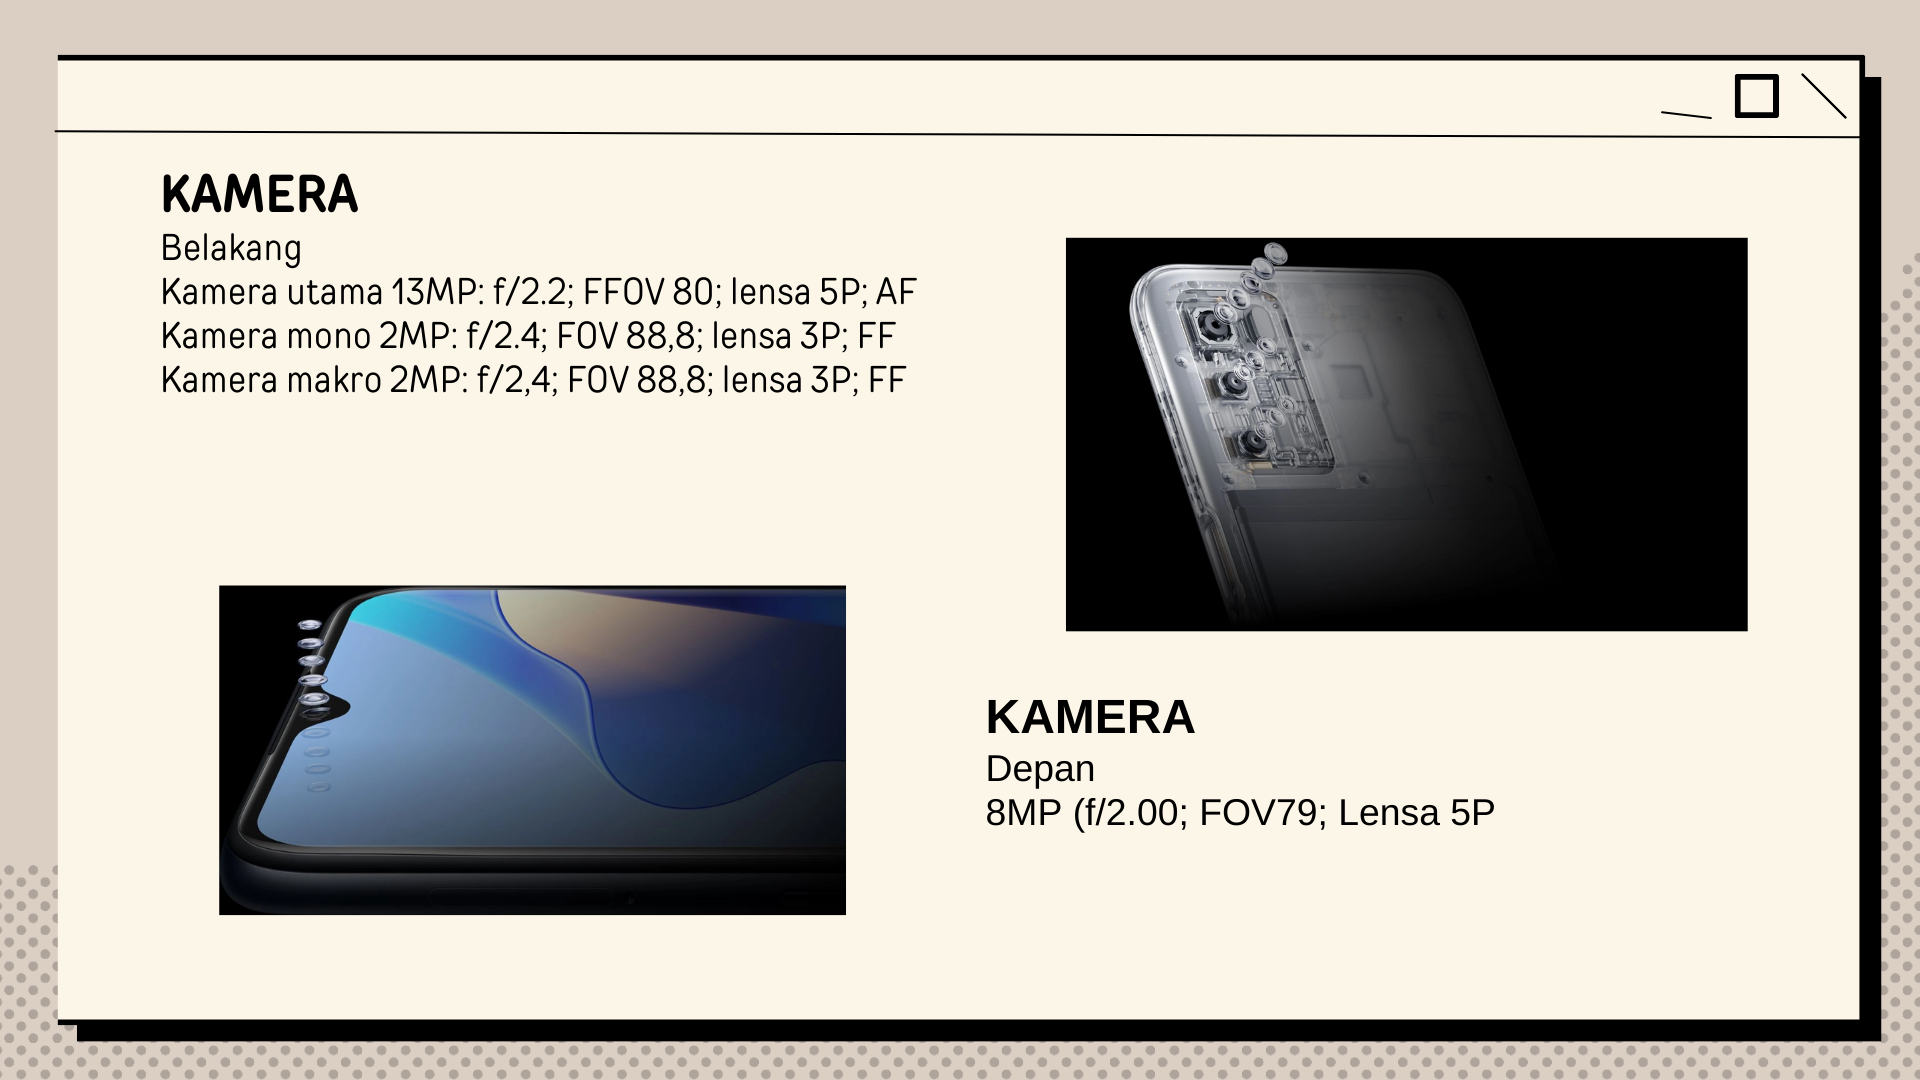 KAMERA
Belakang
Kamera utama 13MP: f/2.2; FFOV 80; lensa 5P; AF
Kamera mono 2MP: f/2.4; FOV 88,8; lensa 3P; FF
Kamera makro 2MP: f/2,4; FOV 88,8; lensa 3P; FF
KAMERA
Depan
8MP (f/2.00; FOV79; Lensa 5P